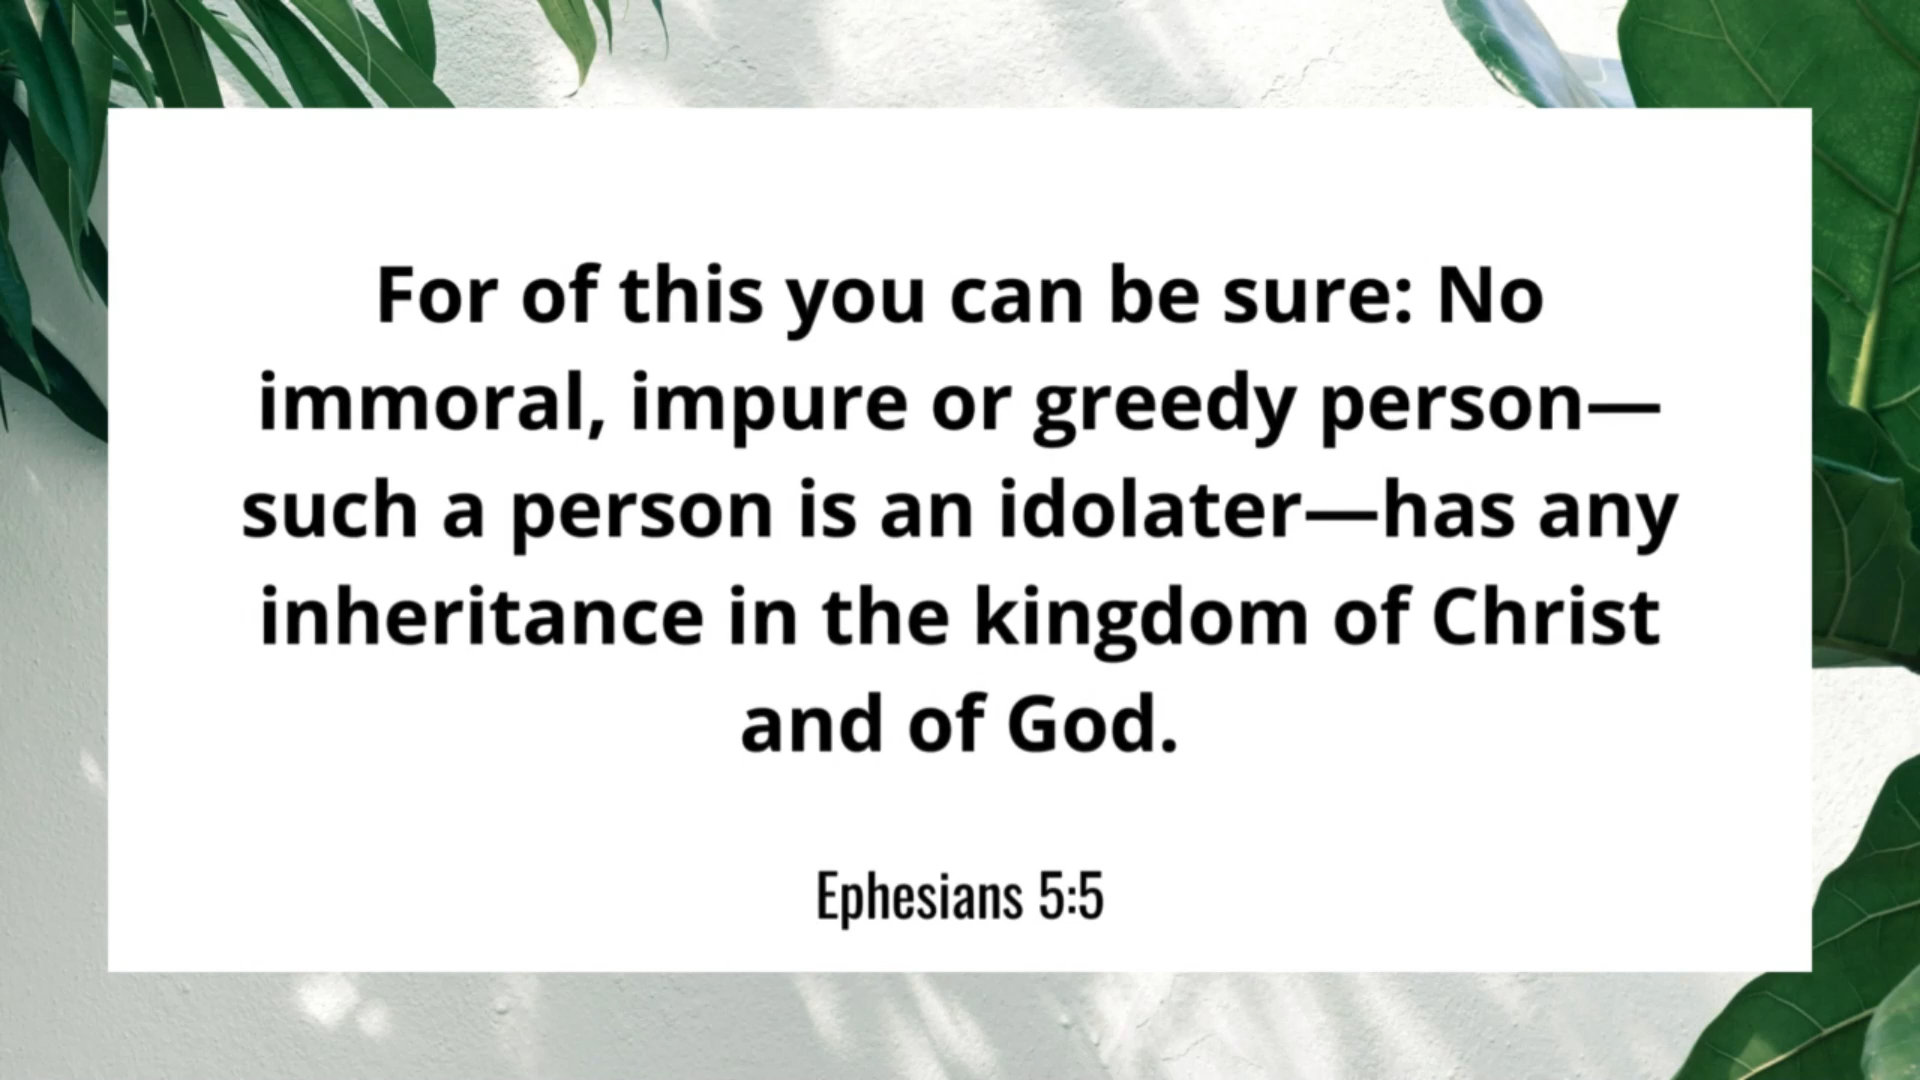 For of this you can be sure: No
immoral, impure or greedy person—
such a person is an idolater—has any
inheritance in the kingdom of Christ
and of God.
Ephesians 5:5